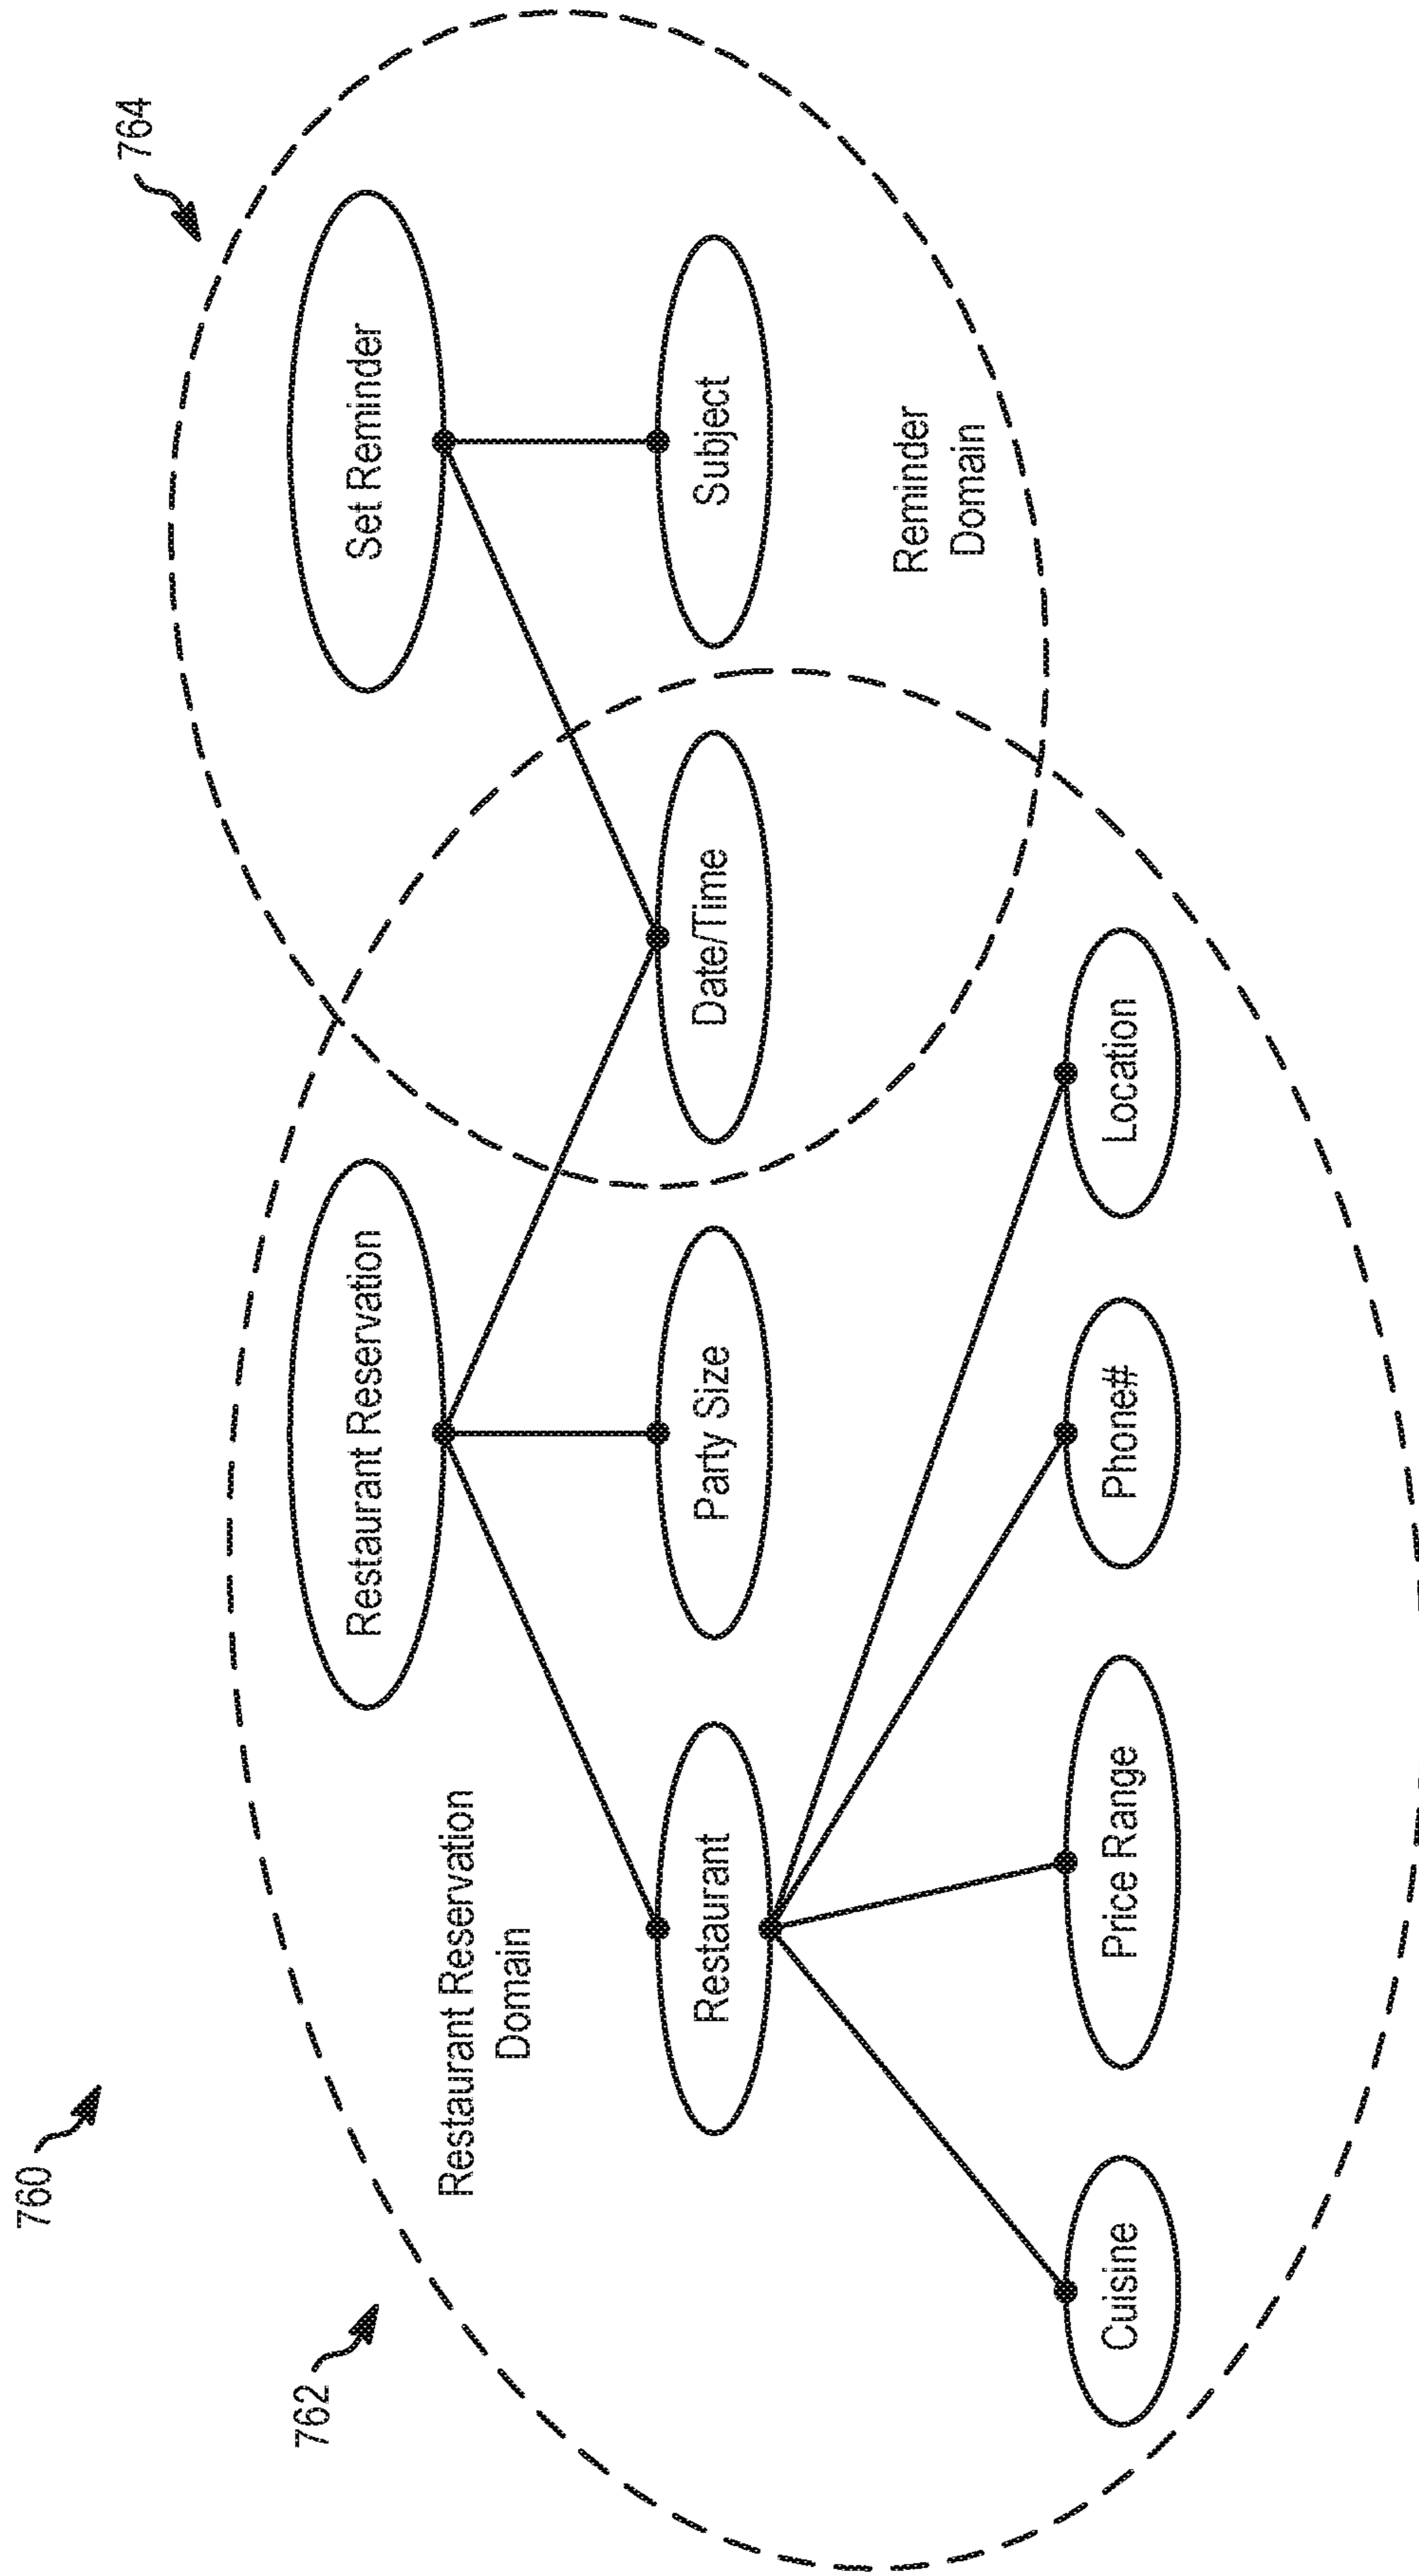 760
762
764
Restaurant Reservation
Set Reminder
Restaurant Reservation
Domain
Restaurant
Party Size
Date/Time
Subject
Reminder
Domain
Cuisine
Price Range
Phone#
Location